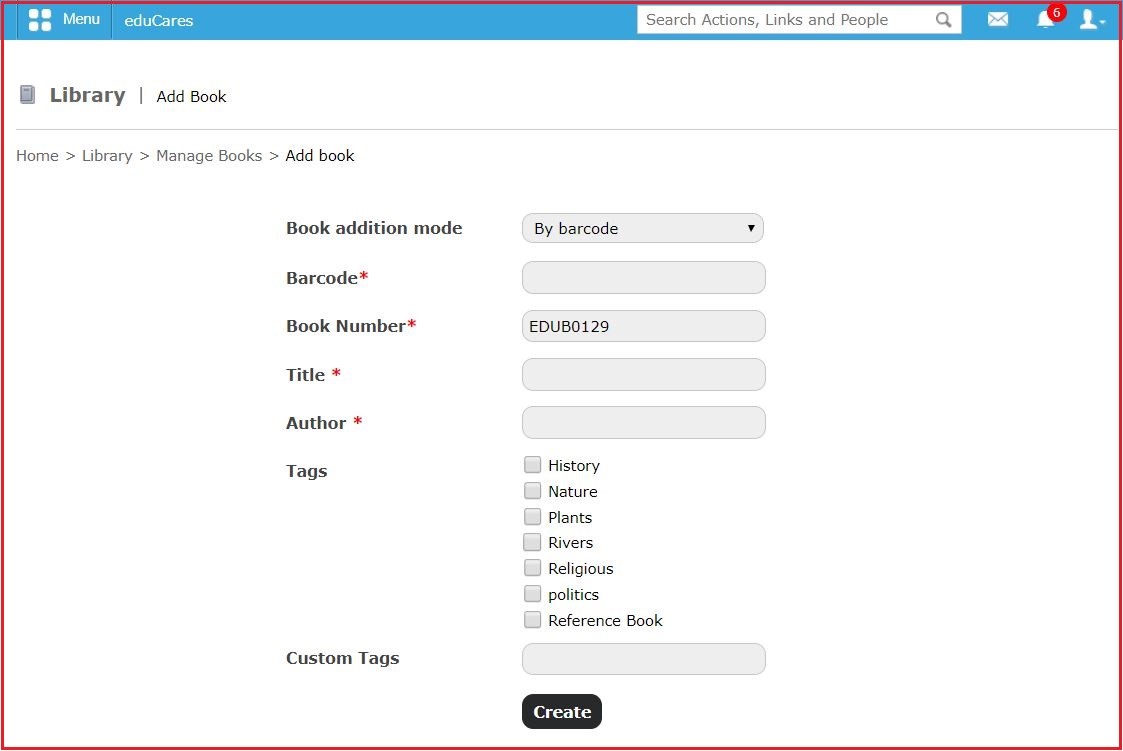 Menu eduCares Search Actions, Links and People 6
Library | Add Book
Home > Library > Manage Books > Add book
Book addition mode By barcode
Barcode*
Book Number* EDUB0129
Title *
Author *
Tags History
Nature
Plants
Rivers
Religious
politics
Reference Book
Custom Tags
Create